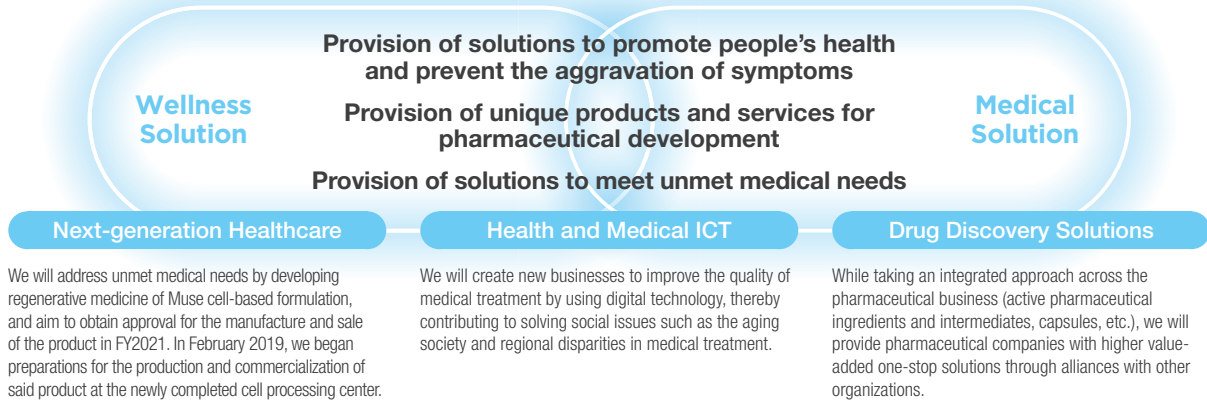 Provision of solutions to promote people's health
and prevent the aggravation of symptoms
Wellness
Solution
Provision of unique products and services for
pharmaceutical development
Medical
Solution
Provision of solutions to meet unmet medical needs
Next-generation Healthcare
We will address unmet medical needs by developing
regenerative medicine of Muse cell-based formulation,
and aim to obtain approval for the manufacture and sale
of the product in FY2021. In February 2019, we began
preparations for the production and commercialization of
said product at the newly completed cell processing center.
Health and Medical ICT
We will create new businesses to improve the quality of
medical treatment by using digital technology, thereby
contributing to solving social issues such as the aging
society and regional disparities in medical treatment.
Drug Discovery Solutions
While taking an integrated approach across the
pharmaceutical business (active pharmaceutical
ingredients and intermediates, capsules, etc.), we will
provide pharmaceutical companies with higher value-
added one-stop solutions through alliances with other
organizations.